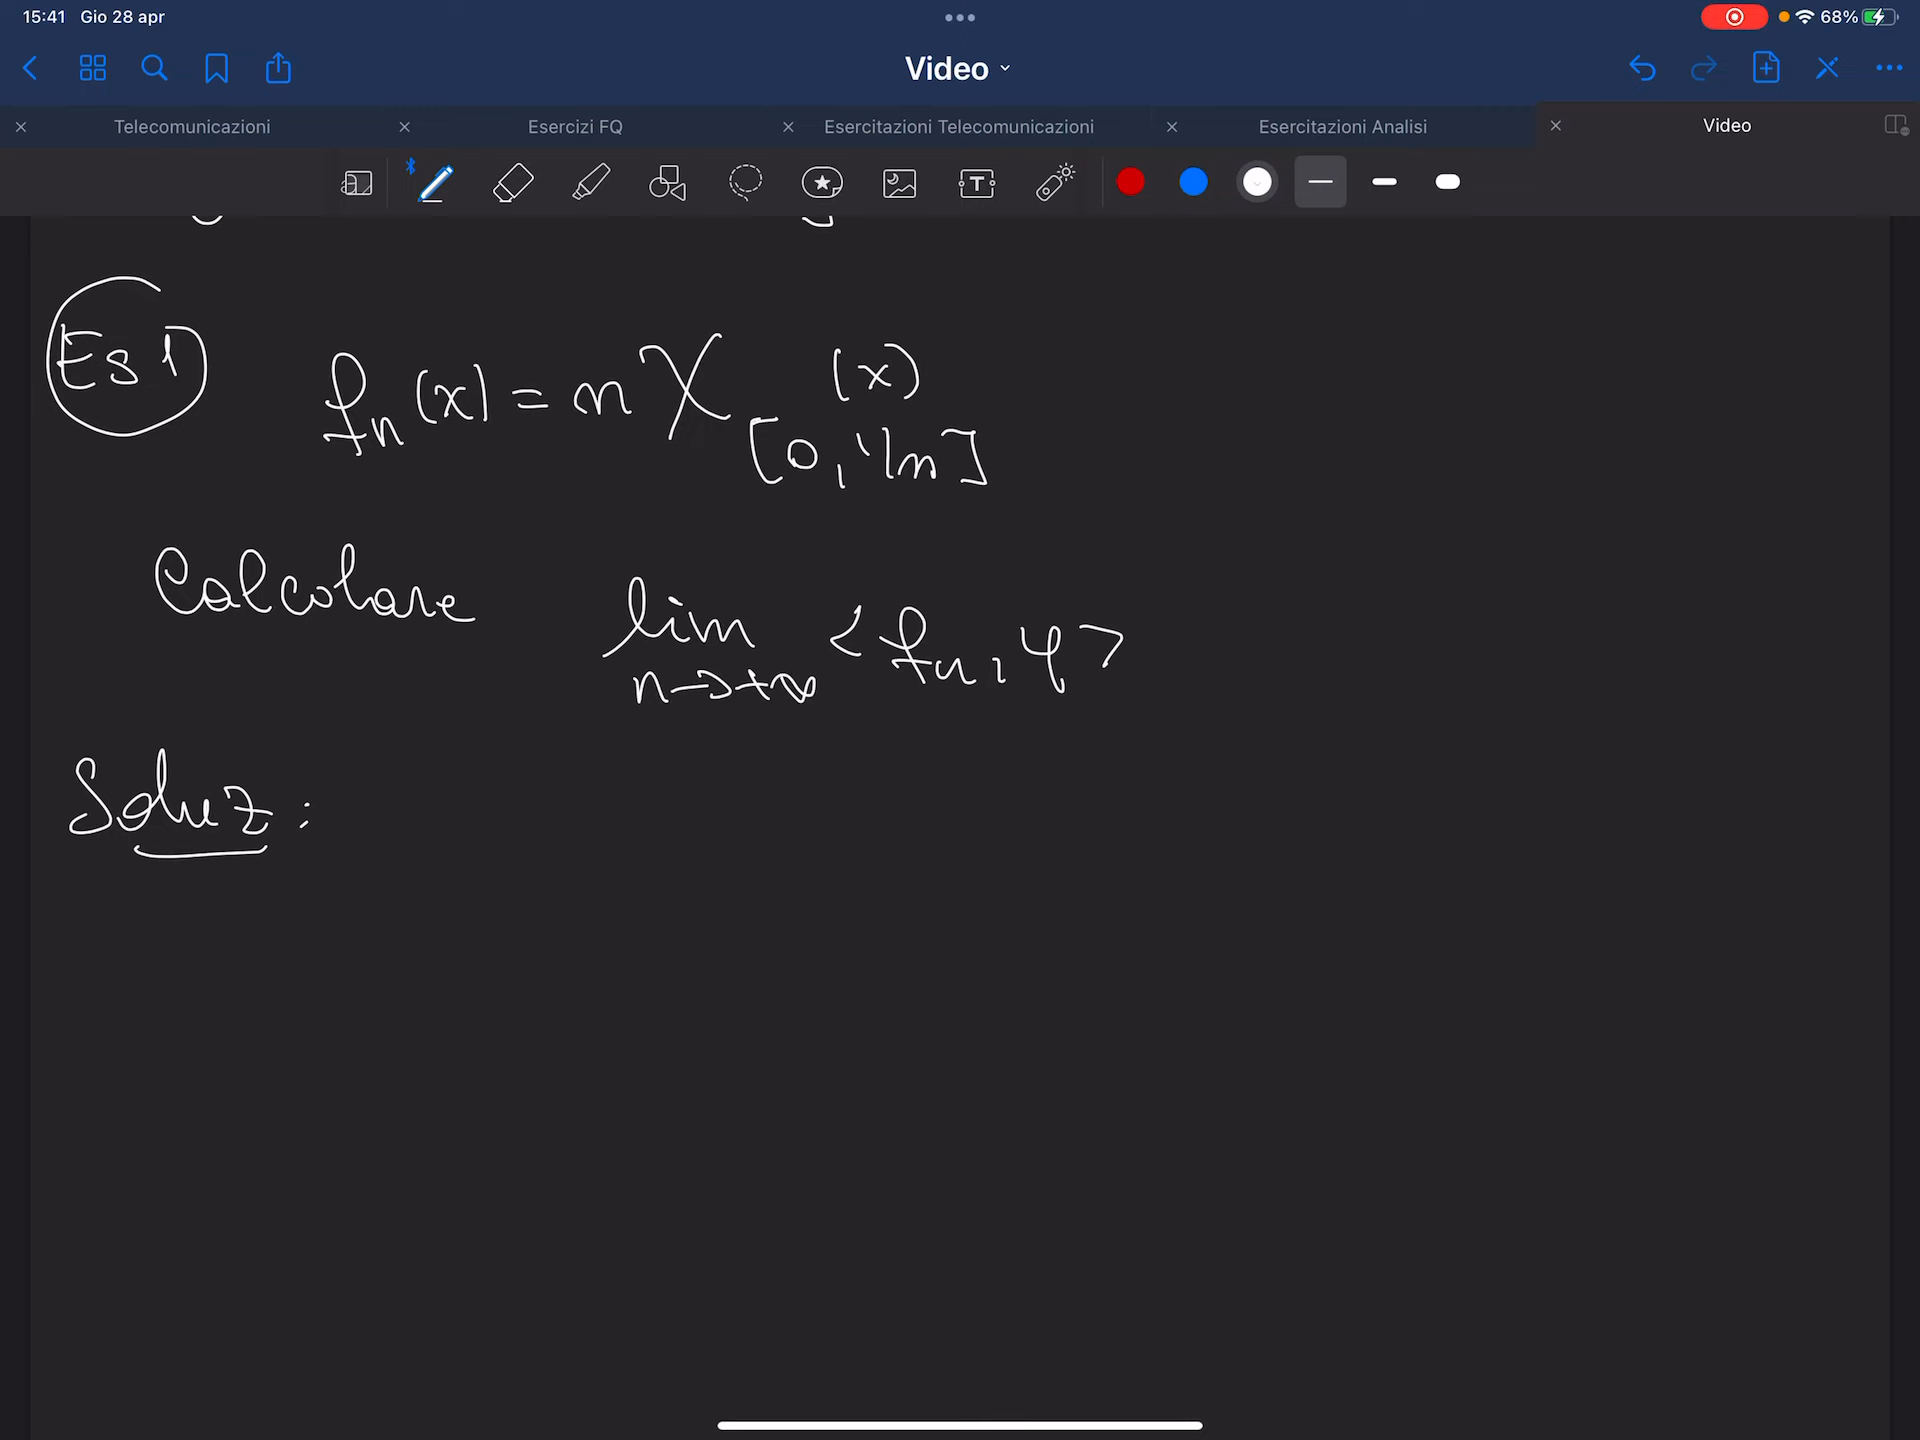 15:41 Gio 28 apr 68%
Video
Telecomunicazioni Esercizi FQ Esercitazioni Telecomunicazioni Esercitazioni Analisi Video
T
Es 1
fn (x) = n χ[0, 1/n] (x)
Calcolare lim n→+∞ <fn, φ>
Soluz: